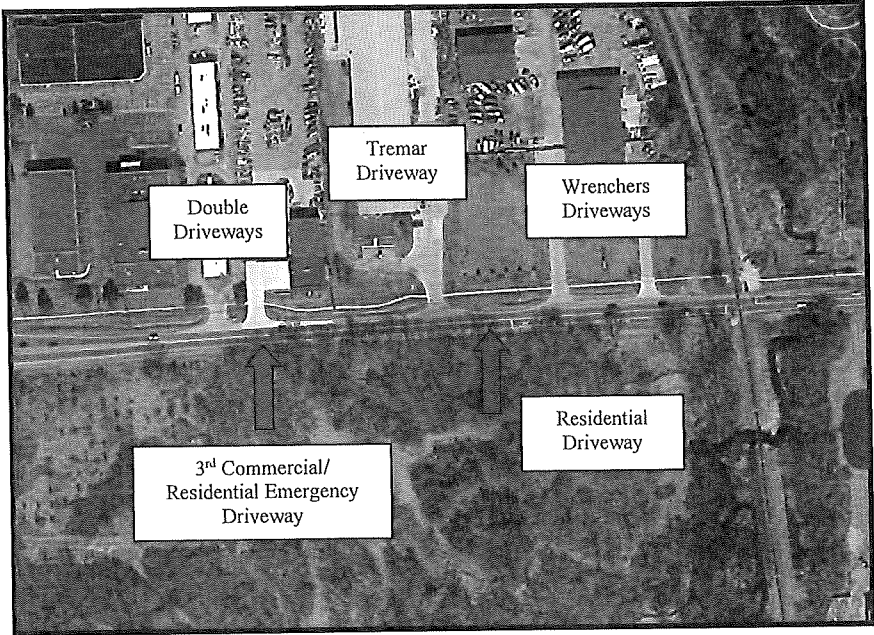 Tremar
Driveway
Wrenchers
Driveways
Double
Driveways
Residential
Driveway
3rd Commercial/
Residential Emergency
Driveway